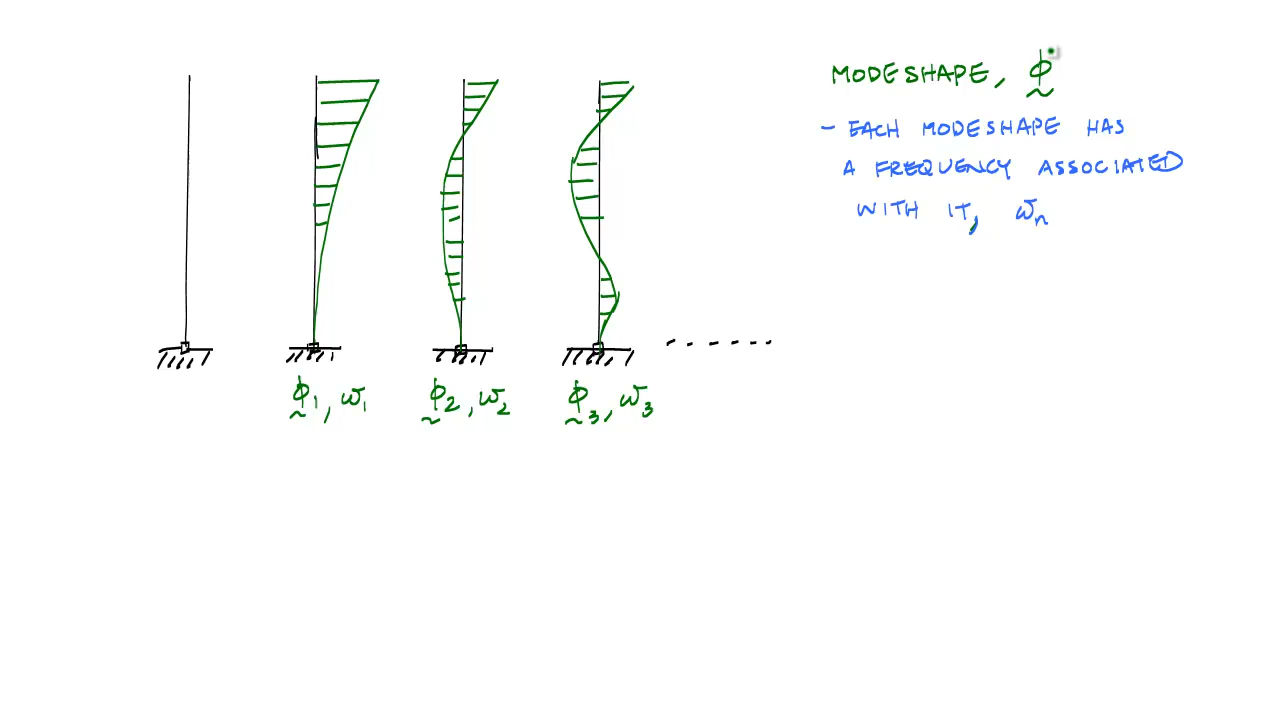 MODESHAPE, ϕ
- EACH MODESHAPE HAS
A FREQUENCY ASSOCIATED
WITH IT, ωn
ϕ1, ω1
ϕ2, ω2
ϕ3, ω3